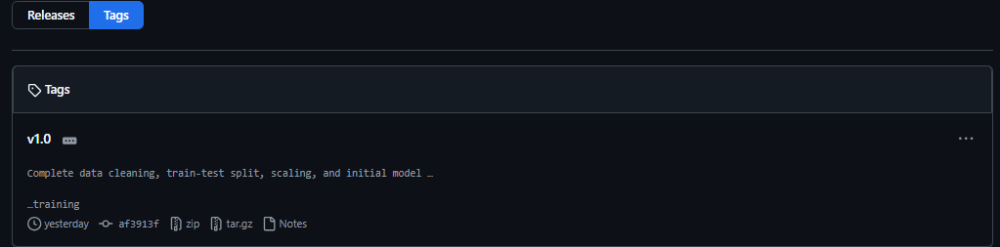 Releases Tags
Tags
v1.0
Complete data cleaning, train-test split, scaling, and initial model …
…training
yesterday af3913f zip tar.gz Notes